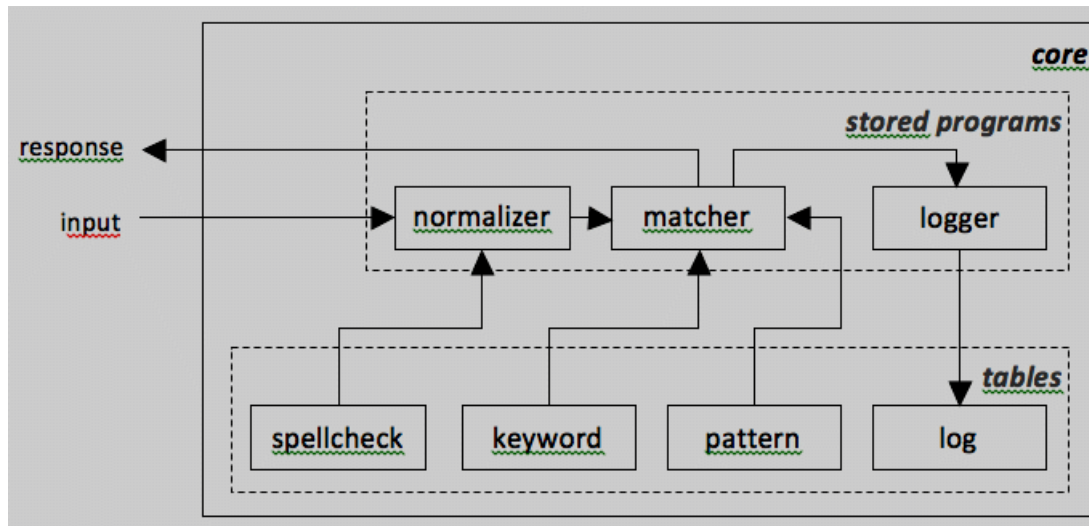 core
stored programs
response
input
normalizer
matcher
logger
tables
spellcheck
keyword
pattern
log